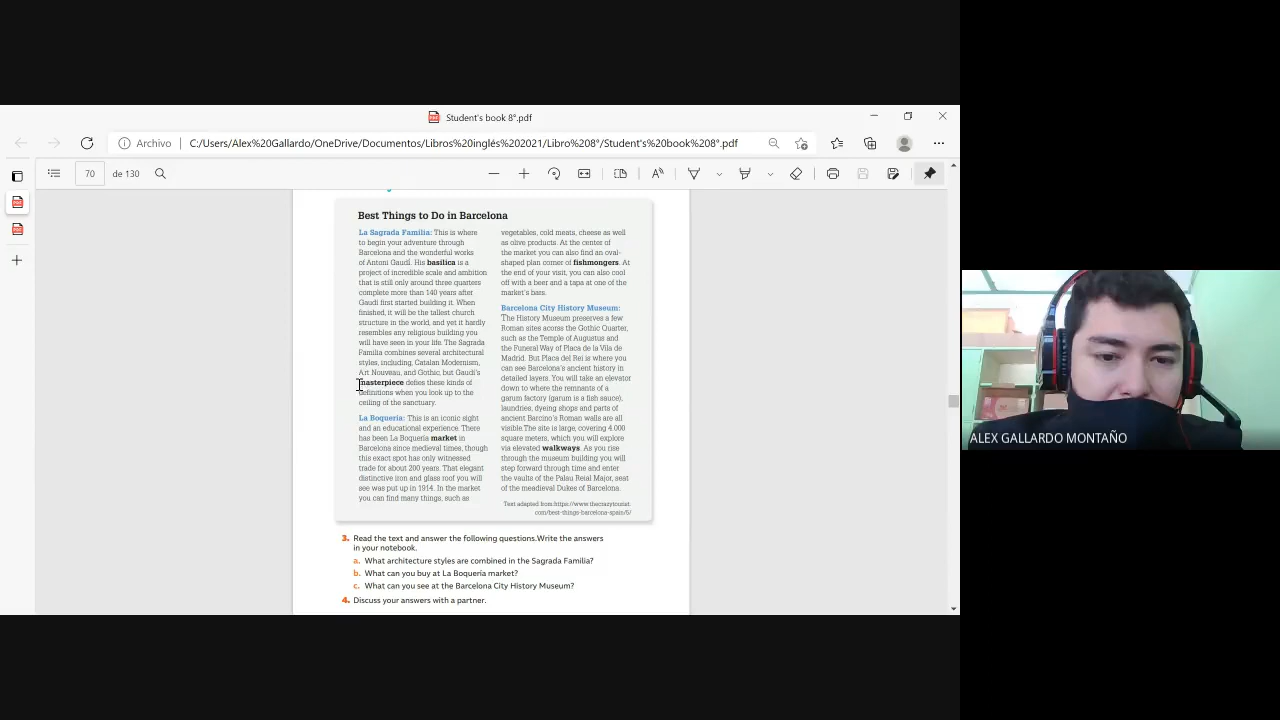 Student's book 8°.pdf
Archivo
C:/Users/Alex%20Gallardo/OneDrive/Documentos/Libros%20inglés%202021/Libro%208°/Student's%20book%208°.pdf
70
de 130
Best Things to Do in Barcelona
La Sagrada Familia: This is where
to begin your adventure through
Barcelona and the wonderful works
of Antoni Gaudí. His basilica is a
project of incredible scale and ambition
that is still only around three quarters
complete more than 140 years after
Gaudí first started building it. When
finished, it will be the tallest church
structure in the world, and yet it hardly
resembles any religious building you
will have seen in your life. The Sagrada
Familia combines several architectural
styles, including, Catalan Modernism,
Art Nouveau, and Gothic, but Gaudí's
masterpiece defies these kinds of
definitions when you look up to the
ceiling of the sanctuary.
La Boquería: This is an iconic sight
and an educational experience. There
has been La Boquería market in
Barcelona since medieval times, though
this exact spot has only witnessed
trade for about 200 years. That elegant
distinctive iron and glass roof you will
see was put up in 1914. In the market
you can find many things, such as
vegetables, cold meats, cheese as well
as olive products. At the center of
the market you can also find an oval-
shaped plan corner of fishmongers. At
the end of your visit, you can also cool
off with a beer and a tapa at one of the
market's bars.
Barcelona City History Museum:
The History Museum preserves a few
Roman sites across the Gothic Quarter,
such as the Temple of Augustus and
the Funeral Way of Placa de la Vila de
Madrid. But Placa del Rei is where you
can see Barcelona's ancient history in
detailed layers. You will take an elevator
down to where the remnants of a
garum factory (garum is a fish sauce),
laundries, dyeing shops and parts of
ancient Barcino's Roman walls are all
visible.The site is large; covering 4.000
square meters, which you will explore
via elevated walkways. As you rise
through the museum building you will
step forward through time and enter
the vaults of the Palau Reial Major, seat
of the meadieval Dukes of Barcelona.
Text adapted from:https://www.thecrazytourist.
com/best-things-barcelona-spain/5/
3. Read the text and answer the following questions.Write the answers
in your notebook.
a. What architecture styles are combined in the Sagrada Familia?
b. What can you buy at La Boquería market?
c. What can you see at the Barcelona City History Museum?
4. Discuss your answers with a partner.
ALEX GALLARDO MONTAÑO